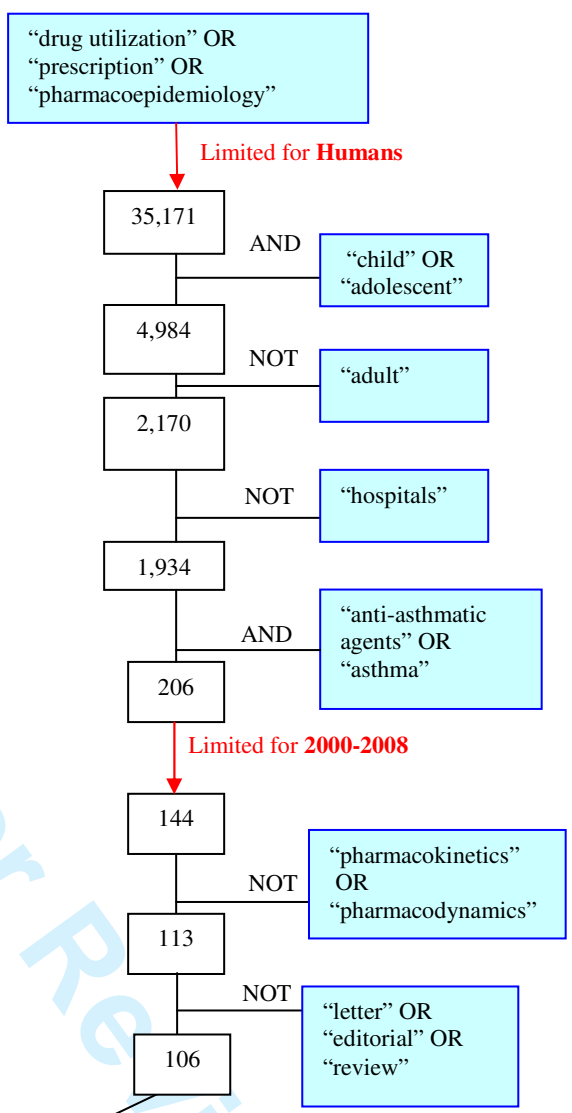 “drug utilization” OR
“prescription” OR
“pharmacoepidemiology”
Limited for Humans
35,171
AND
“child” OR
“adolescent”
4,984
NOT
“adult”
2,170
NOT
“hospitals”
1,934
AND
“anti-asthmatic
agents” OR
“asthma”
206
Limited for 2000-2008
144
NOT
“pharmacokinetics”
OR
“pharmacodynamics”
113
NOT
“letter” OR
“editorial” OR
“review”
106